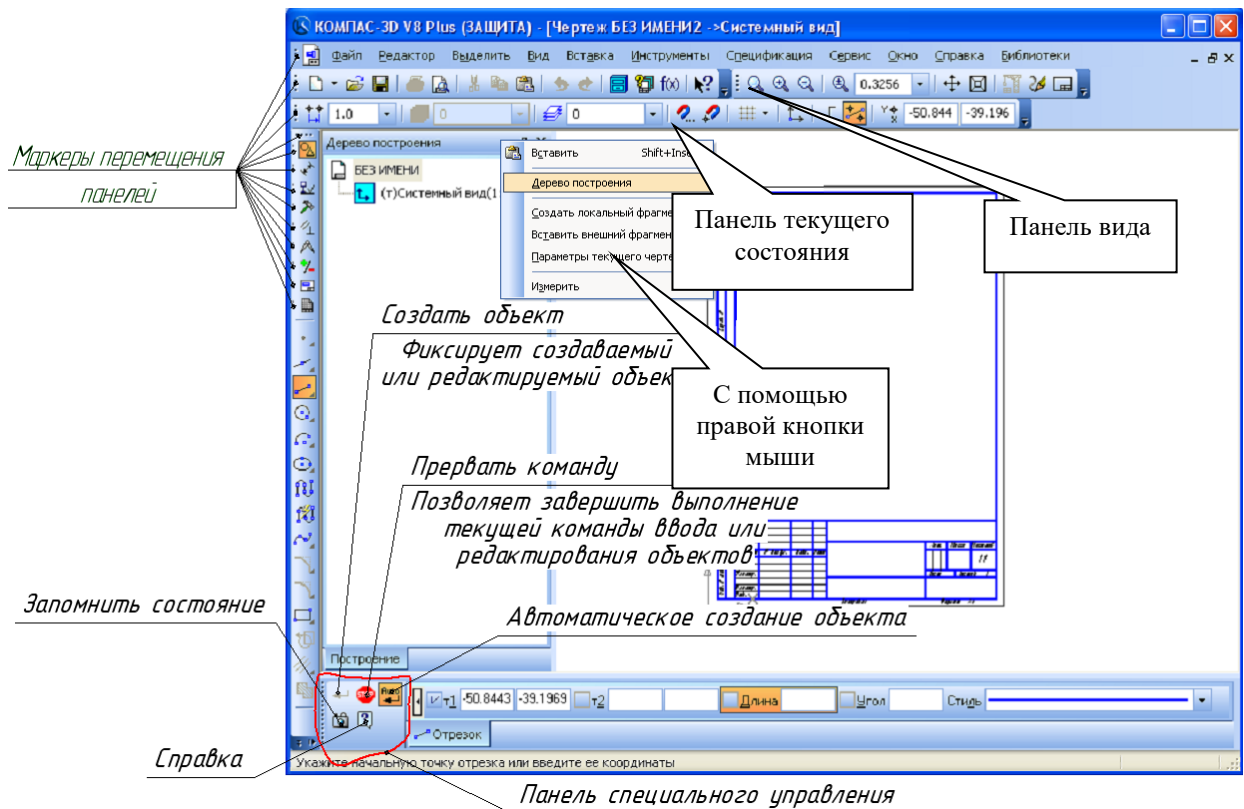 КОМПАС-3D V8 Plus (ЗАЩИТА) - [Чертеж БЕЗ ИМЕНИ2 ->Системный вид]
Файл Редактор Выделить Вид Вставка Инструменты Спецификация Сервис Окно Справка Библиотеки
f(x) 0.3256
1.0 0 0 -50.844 -39.196
Дерево построения
БЕЗ ИМЕНИ
(т)Системный вид(1
Вставить Shift+Ins
Дерево построения
Создать локальный фрагме
Вставить внешний фрагмен
Параметры текущего черте
Измерить
Маркеры перемещения
панелей
Панель текущего
состояния
Панель вида
Создать объект
Фиксирует создаваемый
или редактируемый объек
С помощью
правой кнопки
мыши
Прервать команду
Позволяет завершить выполнение
текущей команды ввода или
редактирования объектов
Запомнить состояние
Автоматическое создание объекта
Построение
STOP Auto
т1 -50.8443 -39.1969 т2 Длина Угол Стиль
Отрезок
Справка
Укажите начальную точку отрезка или введите ее координаты
Панель специального управления